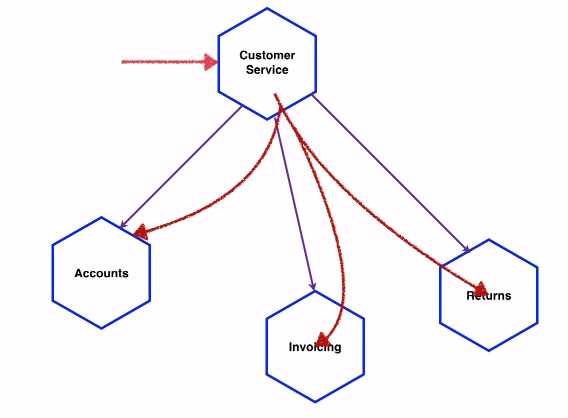 Customer
Service
Accounts
Returns
Invoicing